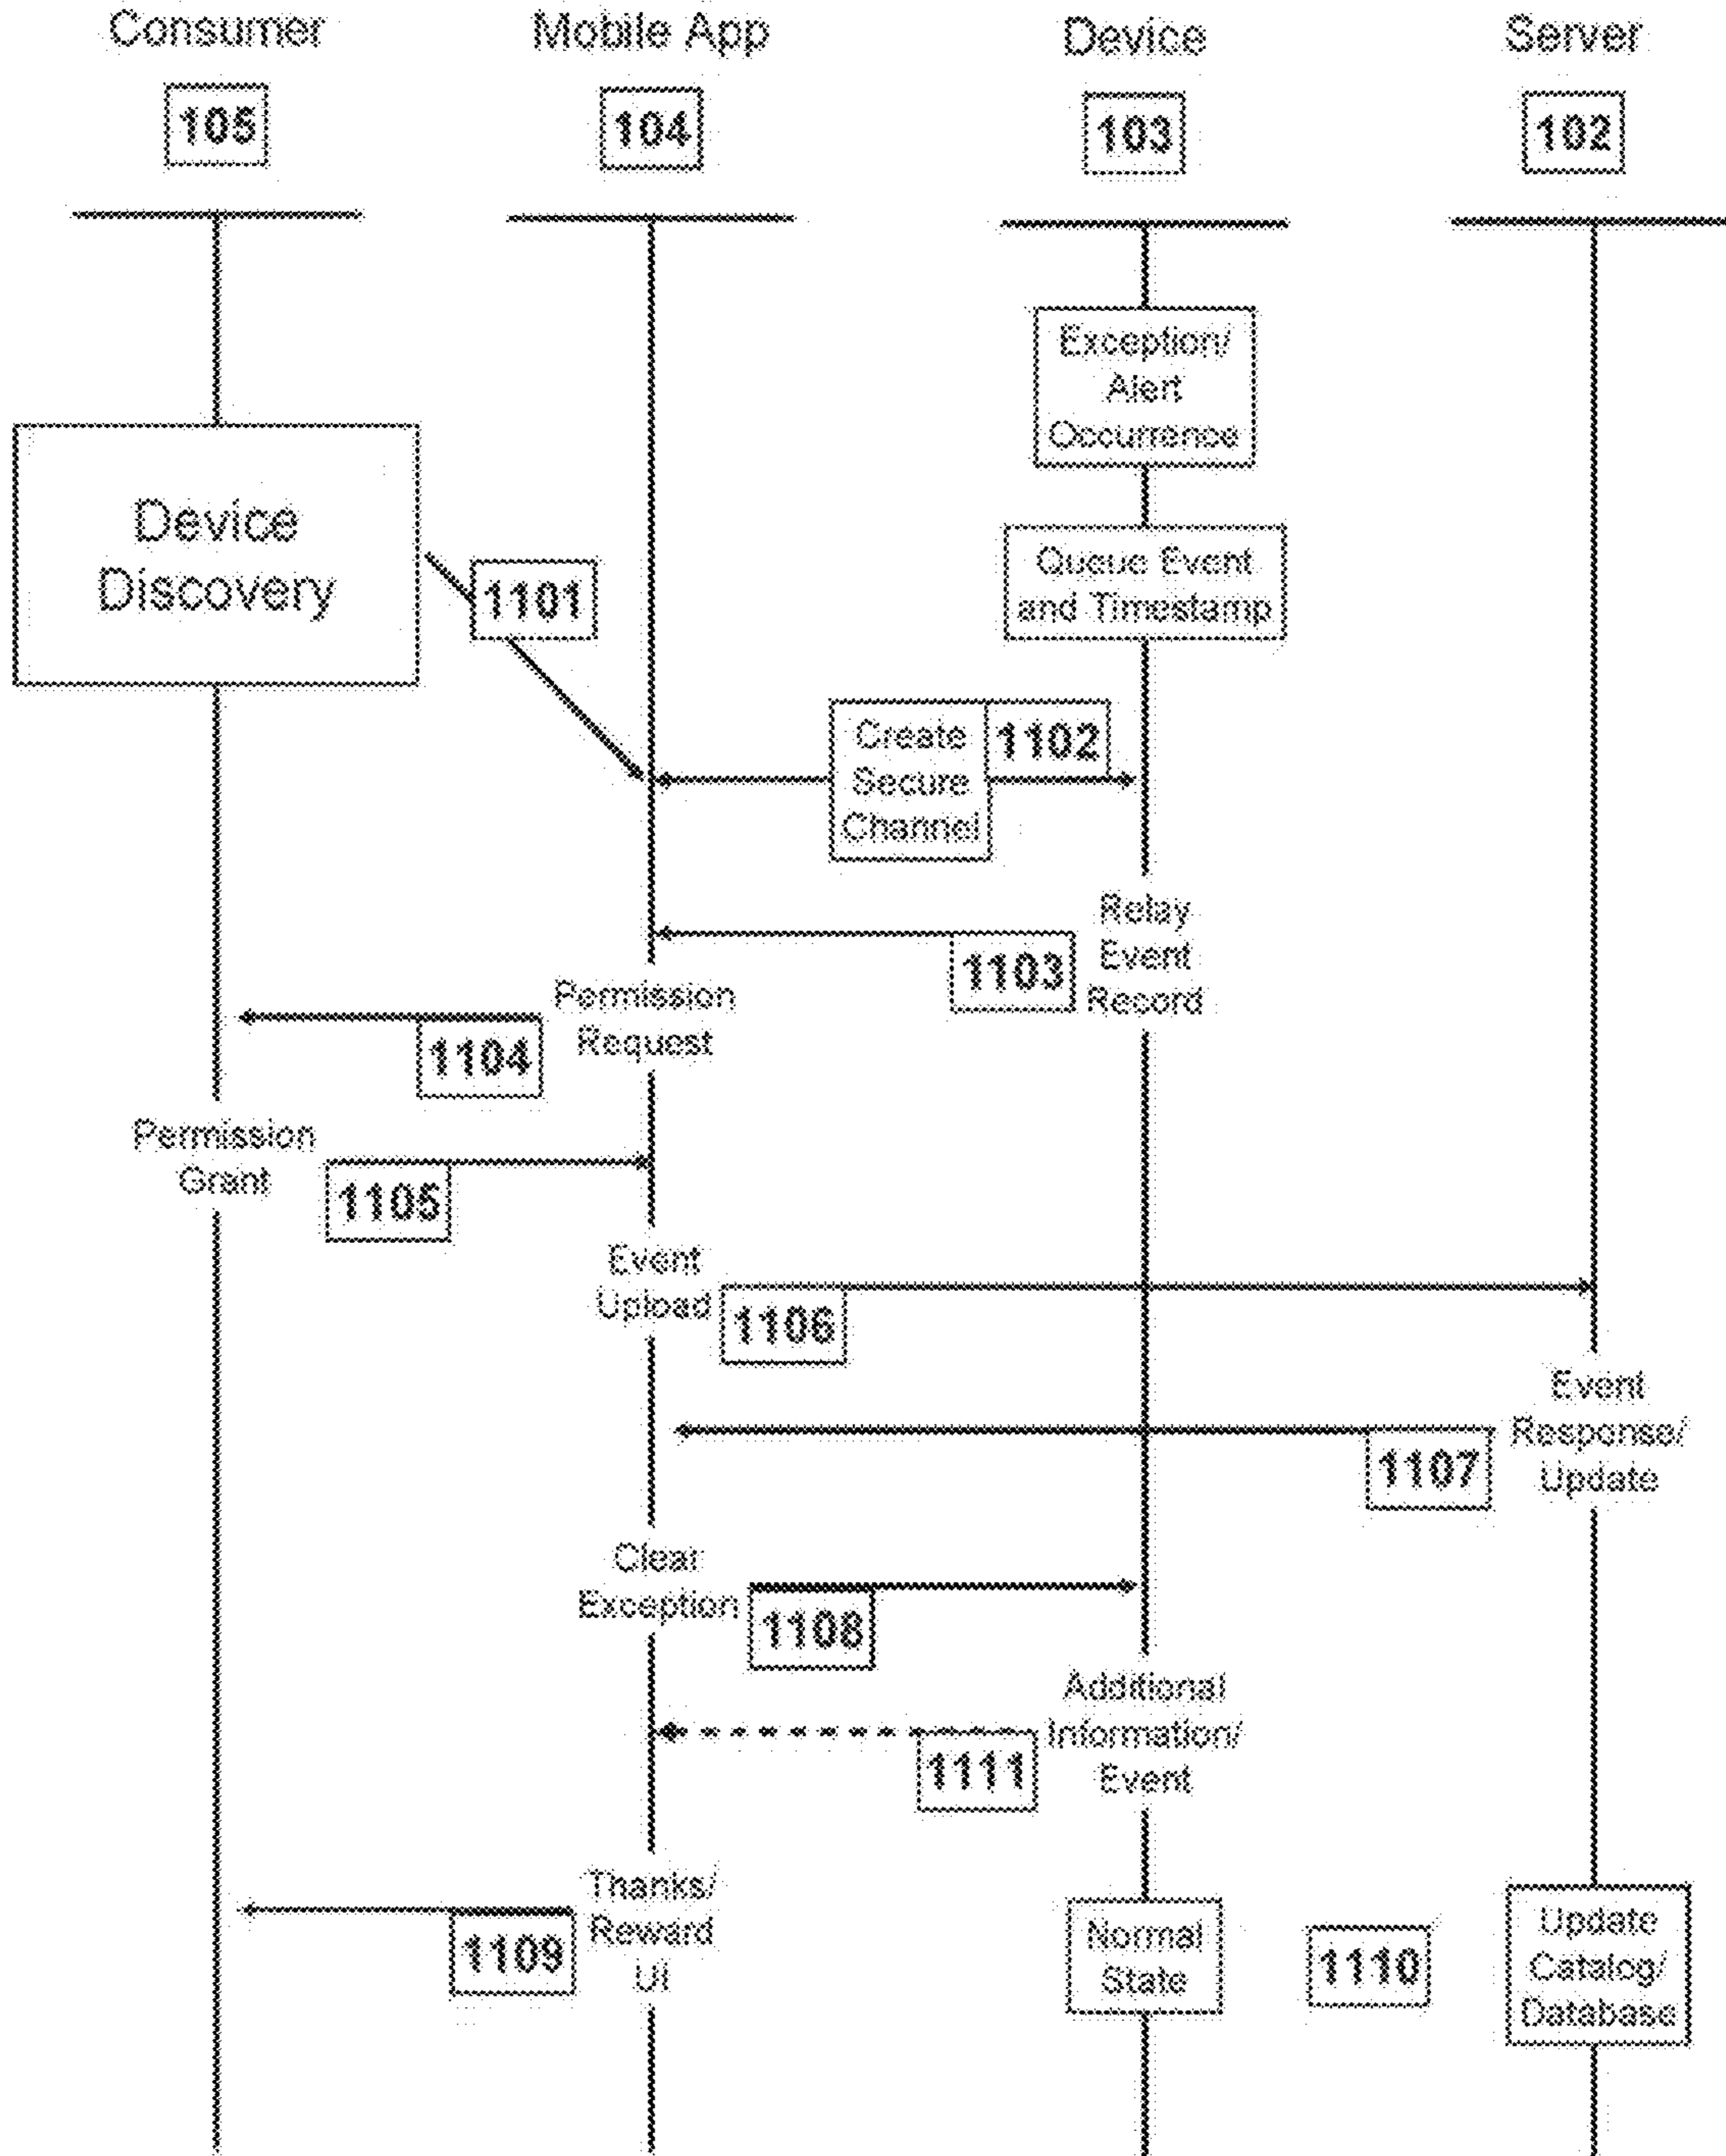 Consumer
Mobile App
Device
Server
105
104
103
102
Exception/
Alert
Occurrence
Device
Discovery
Queue Event
and Timestamp
1101
Create
Secure
Channel
1102
Relay
Event
Record
1103
Permission
Request
1104
Permission
Grant
1105
Event
Upload
1106
Event
Response/
Update
1107
Clear
Exception
1108
Additional
Information/
Event
1111
Thanks/
Reward
UI
1109
Normal
State
1110
Update
Catalog/
Database